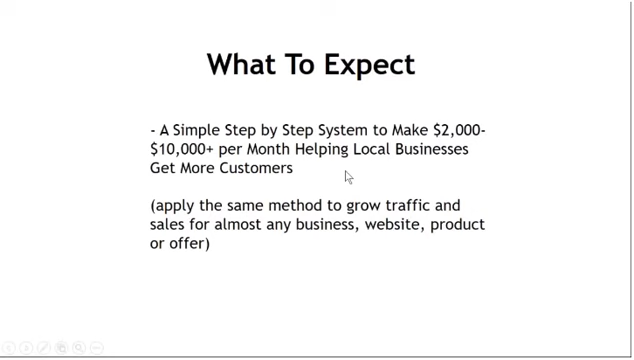 What To Expect
- A Simple Step by Step System to Make $2,000-
$10,000+ per Month Helping Local Businesses
Get More Customers
(apply the same method to grow traffic and
sales for almost any business, website, product
or offer)